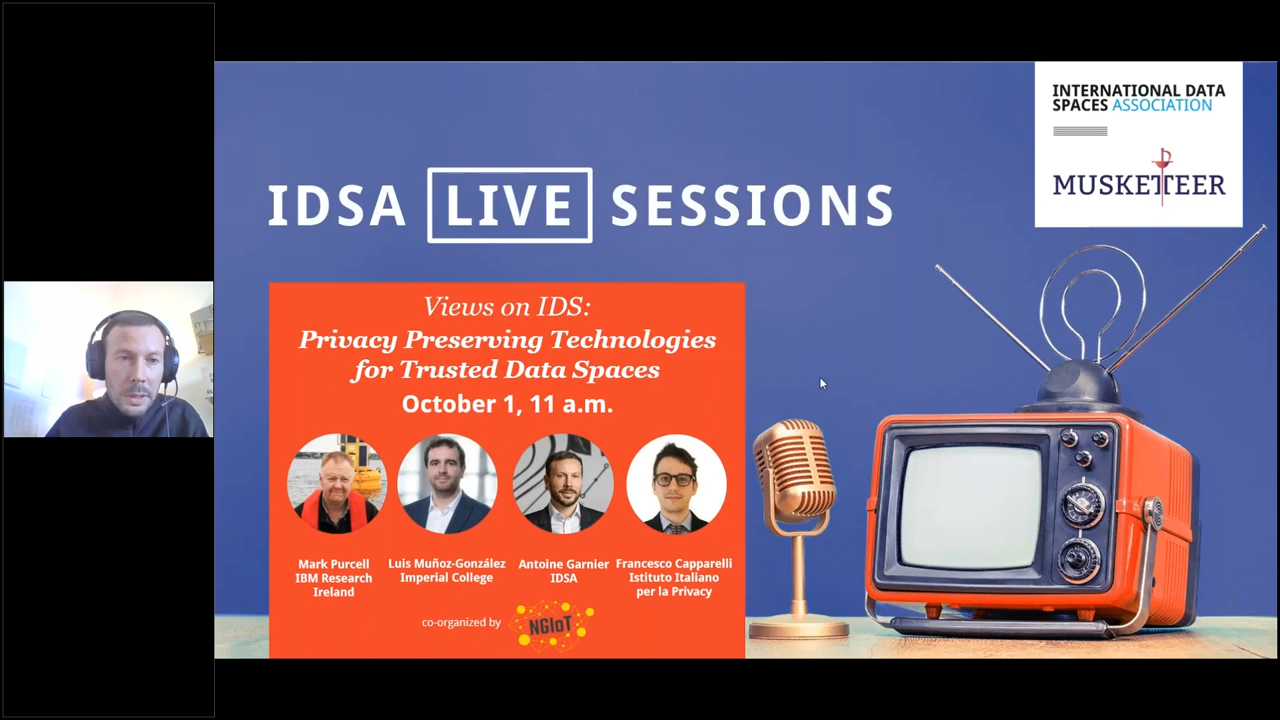 INTERNATIONAL DATA
SPACES ASSOCIATION
MUSKETEER
IDSA LIVE SESSIONS
Views on IDS:
Privacy Preserving Technologies
for Trusted Data Spaces
October 1, 11 a.m.
Mark Purcell
IBM Research
Ireland
Luis Muñoz-González
Imperial College
Antoine Garnier
IDSA
Francesco Capparelli
Istituto Italiano
per la Privacy
co-organized by
NGIoT